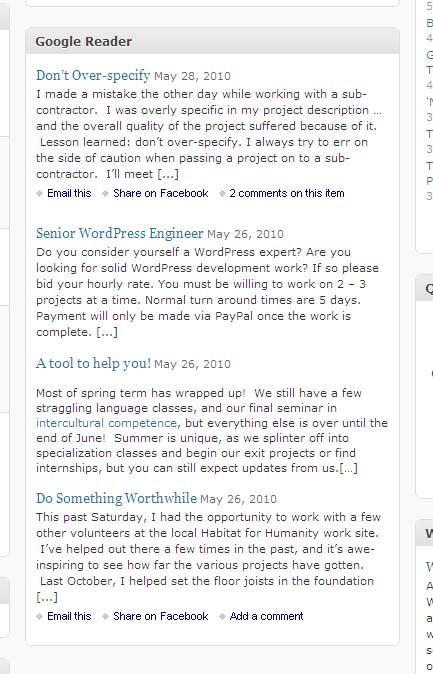 Google Reader
Don't Over-specify May 28, 2010
I made a mistake the other day while working with a sub-
contractor.  I was overly specific in my project description ...
and the overall quality of the project suffered because of it.
Lesson learned: don't over-specify. I always try to err on
the side of caution when passing a project on to a sub-
contractor.  I'll meet [...]
Email this Share on Facebook 2 comments on this item
Senior WordPress Engineer May 26, 2010
Do you consider yourself a WordPress expert? Are you
looking for solid WordPress development work? If so please
bid your hourly rate. You must be willing to work on 2 – 3
projects at a time. Normal turn around times are 5 days.
Payment will only be made via PayPal once the work is
complete. [...]
A tool to help you! May 26, 2010
Most of spring term has wrapped up!  We still have a few
straggling language classes, and our final seminar in
intercultural competence, but everything else is over until the
end of June!  Summer is unique, as we splinter off into
specialization classes and begin our exit projects or find
internships, but you can still expect updates from us.[...]
Do Something Worthwhile May 26, 2010
This past Saturday, I had the opportunity to work with a few
other volunteers at the local Habitat for Humanity work site.
I've helped out there a few times in the past, and it's awe-
inspiring to see how far the various projects have gotten.
Last October, I helped set the floor joists in the foundation
[...]
Email this Share on Facebook Add a comment